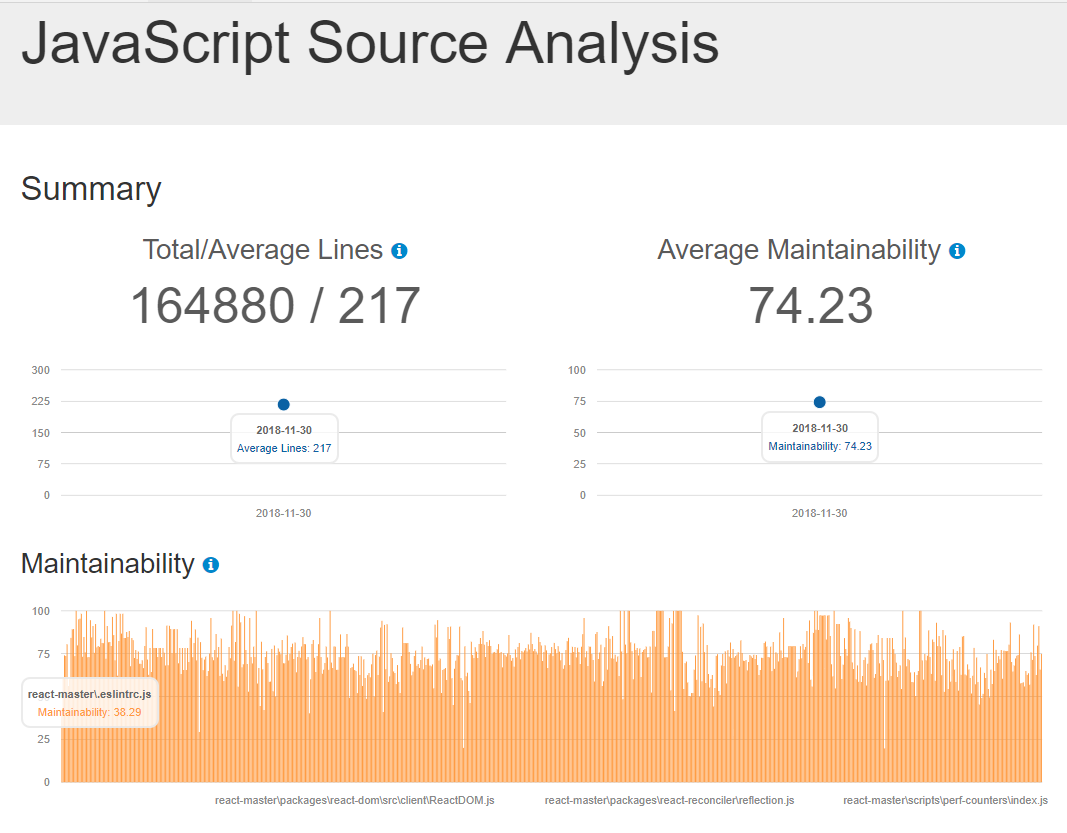 JavaScript Source Analysis
Summary
Total/Average Lines
164880 / 217
300
225
150
75
0
2018-11-30
Average Lines: 217
2018-11-30
Average Maintainability
74.23
100
75
50
25
0
2018-11-30
Maintainability: 74.23
2018-11-30
Maintainability
100
75
25
0
react-master\.eslintrc.js
Maintainability: 38.29
react-master\packages\react-dom\src\client\ReactDOM.js
react-master\packages\react-reconciler\reflection.js
react-master\scripts\perf-counters\index.js